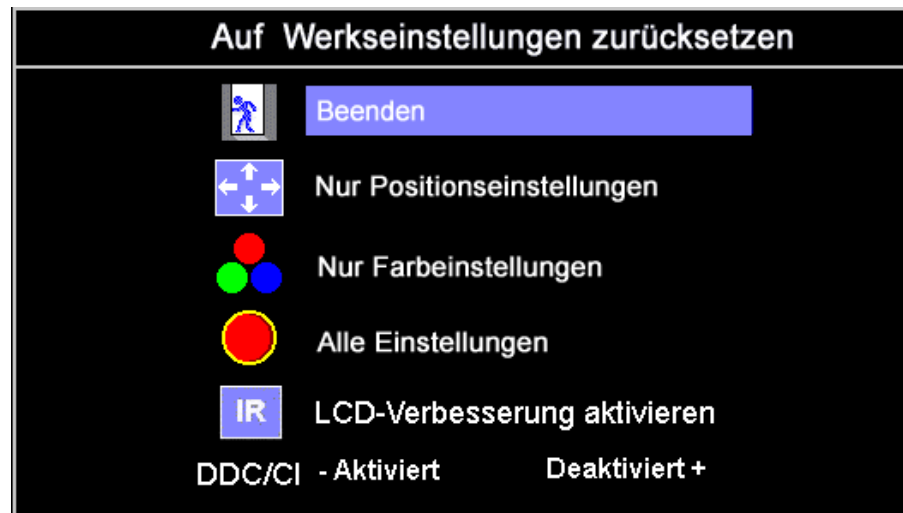 Auf Werkseinstellungen zurücksetzen
Beenden
Nur Positionseinstellungen
Nur Farbeinstellungen
Alle Einstellungen
IR LCD-Verbesserung aktivieren
DDC/CI - Aktiviert Deaktiviert +